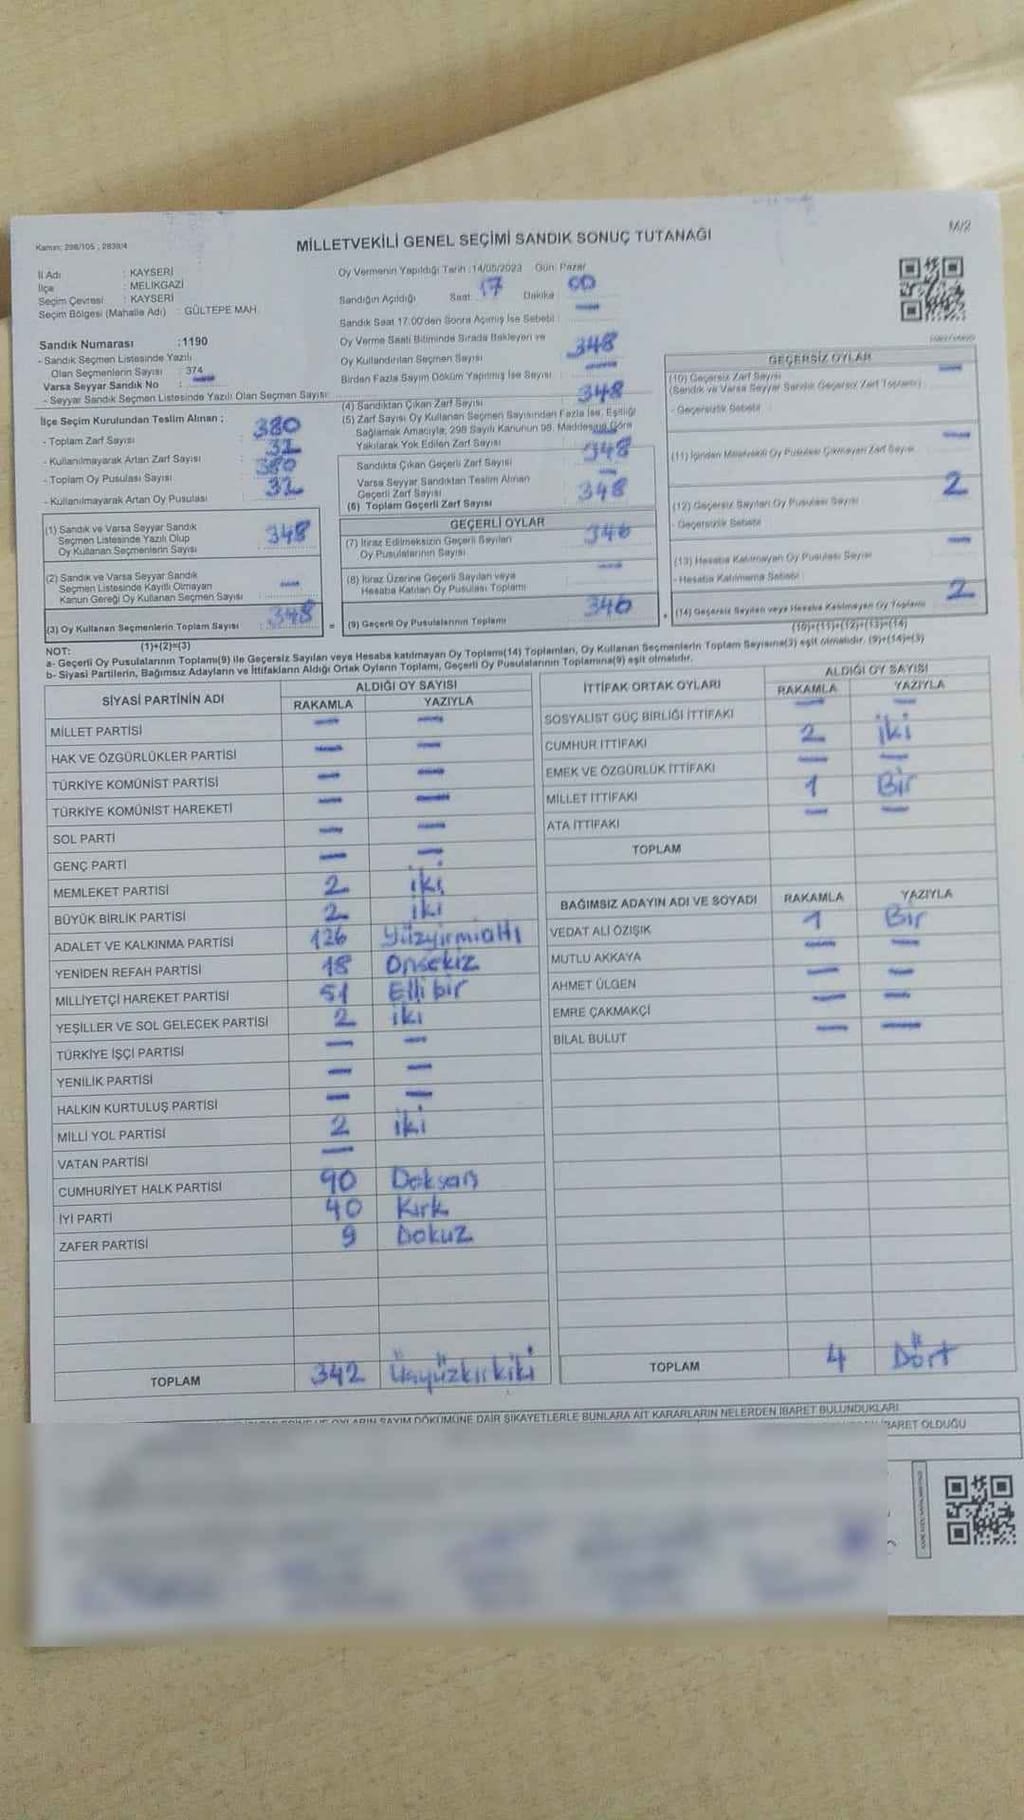 M/2
Kanun: 298/105 ; 2839/4
MİLLETVEKİLİ GENEL SEÇİMİ SANDIK SONUÇ TUTANAĞI
İl Adı : KAYSERİ
İlçe : MELİKGAZİ
Seçim Çevresi : KAYSERİ
Seçim Bölgesi (Mahalle Adı) : GÜLTEPE MAH.
Sandık Numarası :1190
- Sandık Seçmen Listesinde Yazılı
Olan Seçmenlerin Sayısı : 374
Varsa Seyyar Sandık No : —
- Seyyar Sandık Seçmen Listesinde Yazılı Olan Seçmen Sayısı:
İlçe Seçim Kurulundan Teslim Alınan ;
- Toplam Zarf Sayısı : 380
- Kullanılmayarak Artan Zarf Sayısı : 32
- Toplam Oy Pusulası Sayısı : 380
- Kullanılmayarak Artan Oy Pusulası : 32
(1) Sandık ve Varsa Seyyar Sandık
Seçmen Listesinde Yazılı Olup
Oy Kullanan Seçmenlerin Sayısı 348
(2) Sandık ve Varsa Seyyar Sandık
Seçmen Listesinde Kayıtlı Olmayan
Kanun Gereği Oy Kullanan Seçmen Sayısı —
(3) Oy Kullanan Seçmenlerin Toplam Sayısı 348
(1)+(2)=(3)
Oy Vermenin Yapıldığı Tarih :14/05/2023 Gün: Pazar
Sandığın Açıldığı Saat: 17 Dakika 00
Sandık Saat 17:00'den Sonra Açılmış İse Sebebi : —
Oy Verme Saati Bitiminde Sırada Bekleyen ve
Oy Kullandırılan Seçmen Sayısı 348
Birden Fazla Sayım Döküm Yapılmış İse Sayısı : —
(4) Sandıktan Çıkan Zarf Sayısı 348
(5) Zarf Sayısı Oy Kullanan Seçmen Sayısından Fazla İse, Eşitliği
Sağlamak Amacıyla; 298 Sayılı Kanunun 98. Maddesine Göre
Yakılarak Yok Edilen Zarf Sayısı
Sandıkta Çıkan Geçerli Zarf Sayısı 348
Varsa Seyyar Sandıktan Teslim Alınan
Geçerli Zarf Sayısı —
(6) Toplam Geçerli Zarf Sayısı 348
GEÇERLİ OYLAR
(7) İtiraz Edilmeksizin Geçerli Sayılan
Oy Pusulalarının Sayısı 346
(8) İtiraz Üzerine Geçerli Sayılan veya
Hesaba Katılan Oy Pusulası Toplamı —
(9) Geçerli Oy Pusulalarının Toplamı 346
GEÇERSİZ OYLAR
(10) Geçersiz Zarf Sayısı —
(Sandık ve Varsa Seyyar Sandık Geçersiz Zarf Toplamı)
- Geçersizlik Sebebi :
(11) İçinden Milletvekili Oy Pusulası Çıkmayan Zarf Sayısı —
(12) Geçersiz Sayılan Oy Pusulası Sayısı 2
- Geçersizlik Sebebi
(13) Hesaba Katılmayan Oy Pusulası Sayısı —
- Hesaba Katılmama Sebebi :
(14) Geçersiz Sayılan veya Hesaba Katılmayan Oy Toplamı 2
(10)+(11)+(12)+(13)=(14)
NOT:
a- Geçerli Oy Pusulalarının Toplamı(9) ile Geçersiz Sayılan veya Hesaba katılmayan Oy Toplamı(14) Toplamları, Oy Kullanan Seçmenlerin Toplam Sayısına(3) eşit olmalıdır. (9)+(14)=(3)
b- Siyasi Partilerin, Bağımsız Adayların ve İttifakların Aldığı Ortak Oyların Toplamı, Geçerli Oy Pusulalarının Toplamına(9) eşit olmalıdır.
SİYASİ PARTİNİN ADI ALDIĞI OY SAYISI
RAKAMLA YAZIYLA
MİLLET PARTİSİ — —
HAK VE ÖZGÜRLÜKLER PARTİSİ — —
TÜRKİYE KOMÜNİST PARTİSİ — —
TÜRKİYE KOMÜNİST HAREKETİ — —
SOL PARTİ — —
GENÇ PARTİ — —
MEMLEKET PARTİSİ 2 iki
BÜYÜK BİRLİK PARTİSİ 2 iki
ADALET VE KALKINMA PARTİSİ 126 Yüzyirmialtı
YENİDEN REFAH PARTİSİ 18 Onsekiz
MİLLİYETÇİ HAREKET PARTİSİ 51 Elli bir
YEŞİLLER VE SOL GELECEK PARTİSİ 2 iki
TÜRKİYE İŞÇİ PARTİSİ — —
YENİLİK PARTİSİ — —
HALKIN KURTULUŞ PARTİSİ — —
MİLLİ YOL PARTİSİ 2 iki
VATAN PARTİSİ —
CUMHURİYET HALK PARTİSİ 90 Doksan
İYİ PARTİ 40 Kırk
ZAFER PARTİSİ 9 Dokuz
TOPLAM 342 Üçyüzkırkiki
İTTİFAK ORTAK OYLARI ALDIĞI OY SAYISI
RAKAMLA YAZIYLA
SOSYALİST GÜÇ BİRLİĞİ İTTİFAKI — —
CUMHUR İTTİFAKI 2 iki
EMEK VE ÖZGÜRLÜK İTTİFAKI — —
MİLLET İTTİFAKI 1 Bir
ATA İTTİFAKI — —
TOPLAM
BAĞIMSIZ ADAYIN ADI VE SOYADI RAKAMLA YAZIYLA
VEDAT ALİ ÖZIŞIK 1 Bir
MUTLU AKKAYA — —
AHMET ÜLGEN — —
EMRE ÇAKMAKÇI — —
BİLAL BULUT — —
TOPLAM 4 Dört
OYLARIN SAYIM DÖKÜMÜNE DAİR ŞİKAYETLERLE BUNLARA AİT KARARLARIN NELERDEN İBARET BULUNDUKLARI
İBARET OLDUĞU